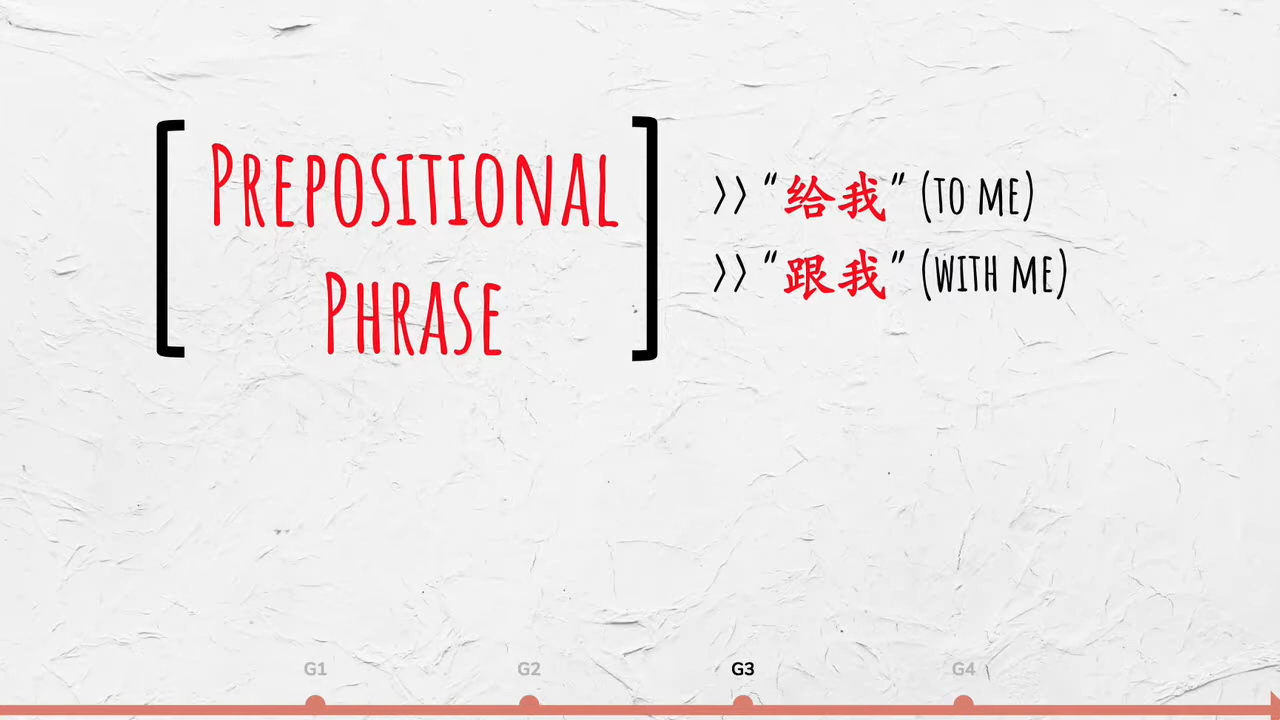 [Prepositional
Phrase]
>> "给我" (to me)
>> "跟我" (with me)
G1 G2 G3 G4